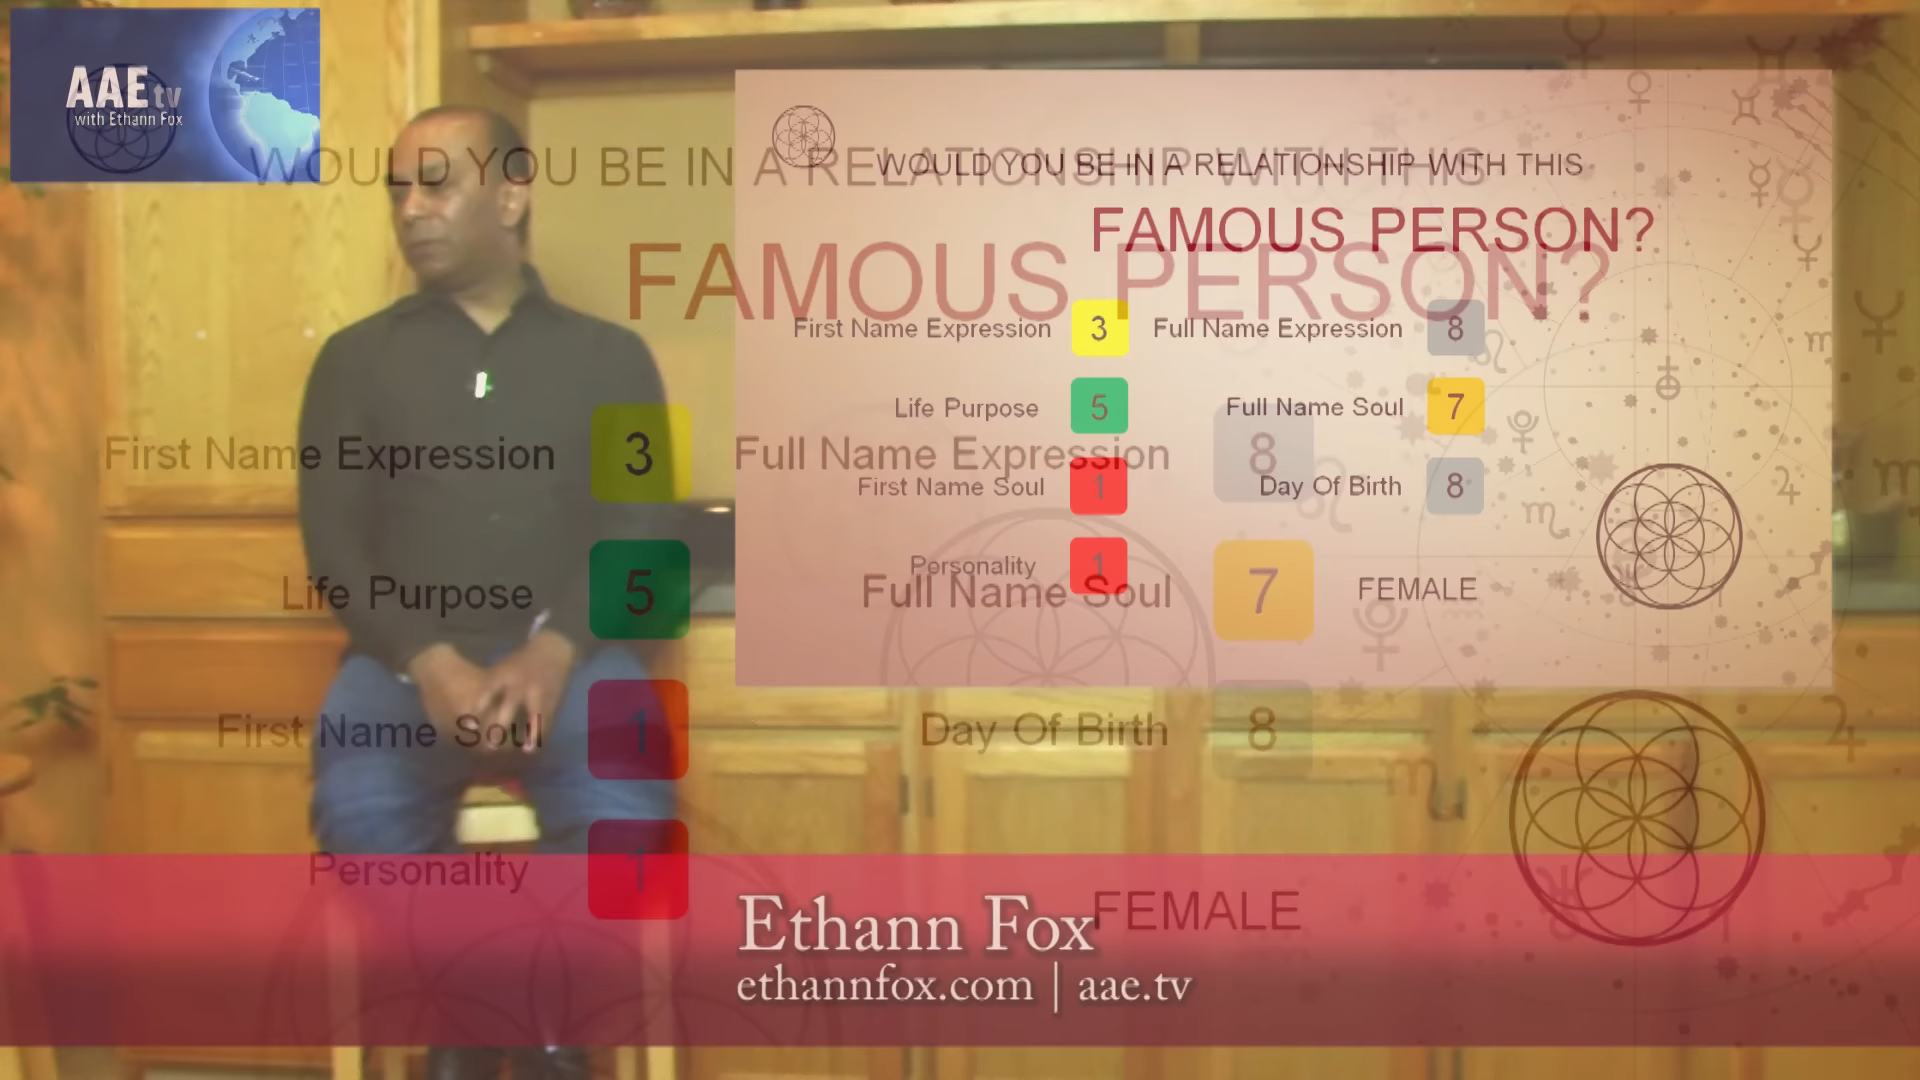 AAE tv
with Ethann Fox
WOULD YOU BE IN A RELATIONSHIP WITH THIS
FAMOUS PERSON?
First Name Expression 3 Full Name Expression 8
Life Purpose 5 Full Name Soul 7
First Name Soul 1 Day Of Birth 8
Personality 1
FEMALE
WOULD YOU BE IN A RELATIONSHIP WITH THIS
FAMOUS PERSON?
First Name Expression 3 Full Name Expression 8
Life Purpose 5 Full Name Soul 7
First Name Soul 1 Day Of Birth 8
Personality 1
FEMALE
Ethann Fox
ethannfox.com | aae.tv